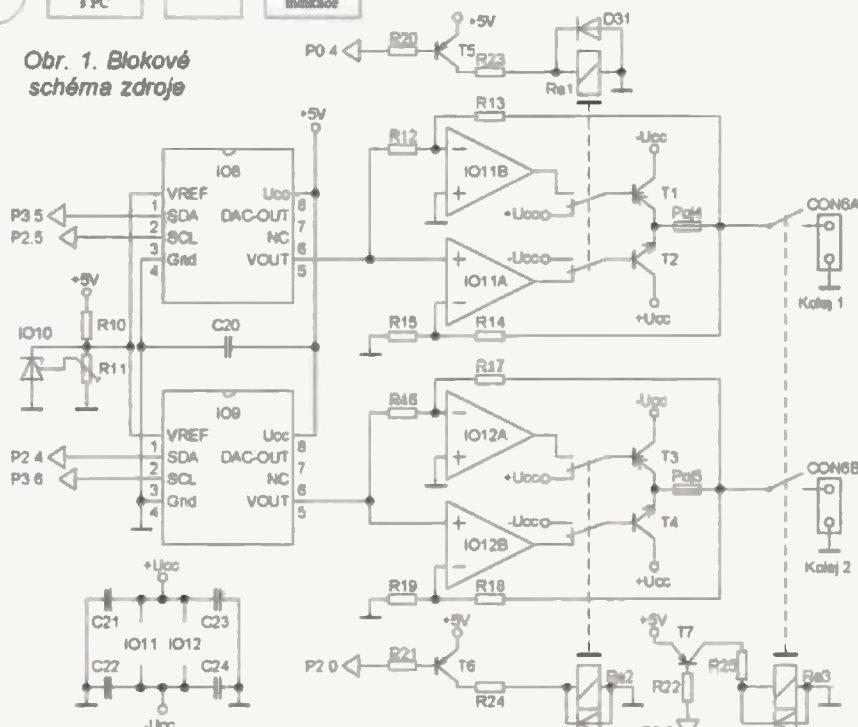 s PC
indikace
Obr. 1. Blokové
schéma zdroje
+5V
P0.4
R20
T5
R23
D31
Re1
+5V
R13
R12
IO8
VREF
Ucc
SDA
DAC-OUT
SCL
NC
Gnd
VOUT
1
2
3
4
8
7
6
5
P3.5
P2.5
IO11B
-Ucc
T1
+Ucc
Poj4
CON6A
-Ucc
T2
IO11A
+Ucc
Kolej 1
+5V
IO10
R10
R11
C20
R15
R14
R17
IO9
VREF
Ucc
SDA
DAC-OUT
SCL
NC
Gnd
VOUT
1
2
3
4
8
7
6
5
P2.4
P3.6
R16
IO12A
-Ucc
T3
+Ucc
Poj5
CON6B
-Ucc
T4
IO12B
+Ucc
Kolej 2
R19
R18
+Ucc
C21
C23
IO11
IO12
C22
C24
-Ucc
+5V
P2.0
R21
T6
R24
Re2
+5V
T7
R25
R22
Re3